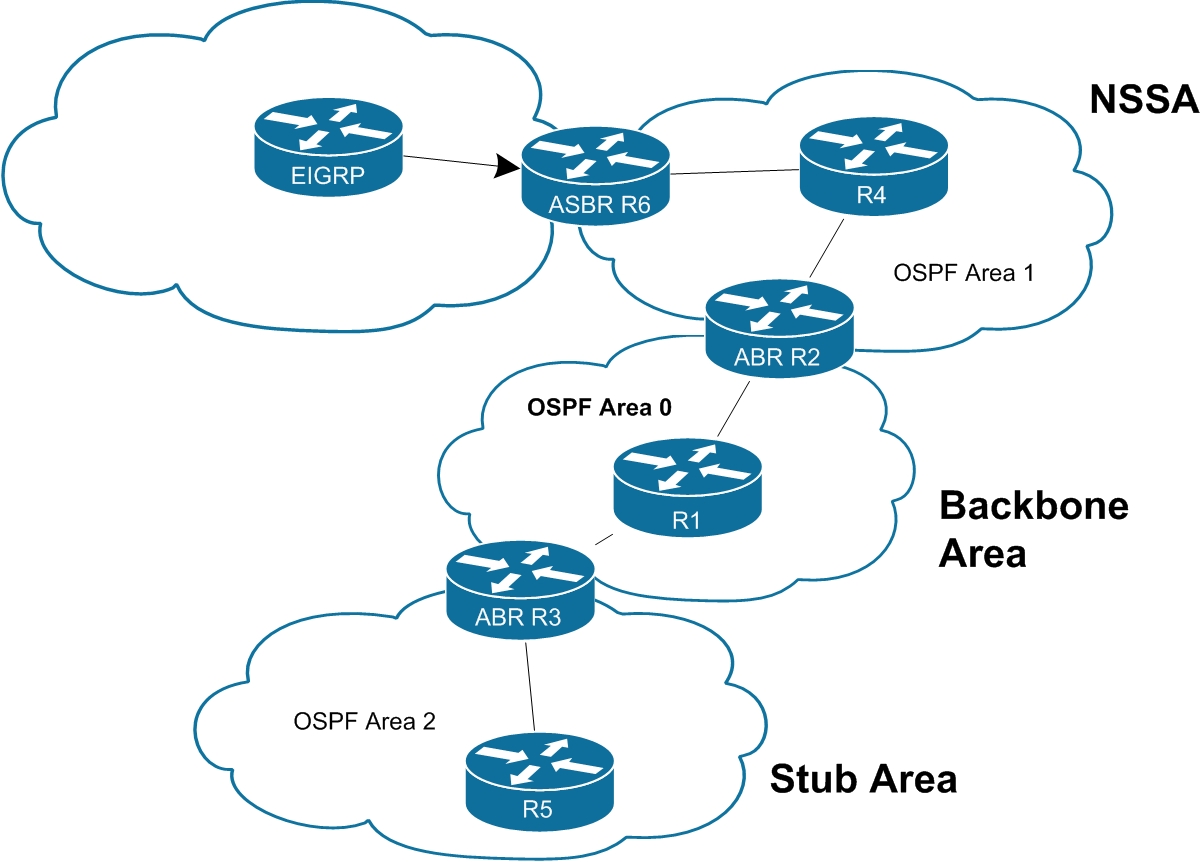 NSSA
EIGRP
ASBR R6
R4
OSPF Area 1
ABR R2
OSPF Area 0
R1
Backbone
Area
ABR R3
OSPF Area 2
R5
Stub Area